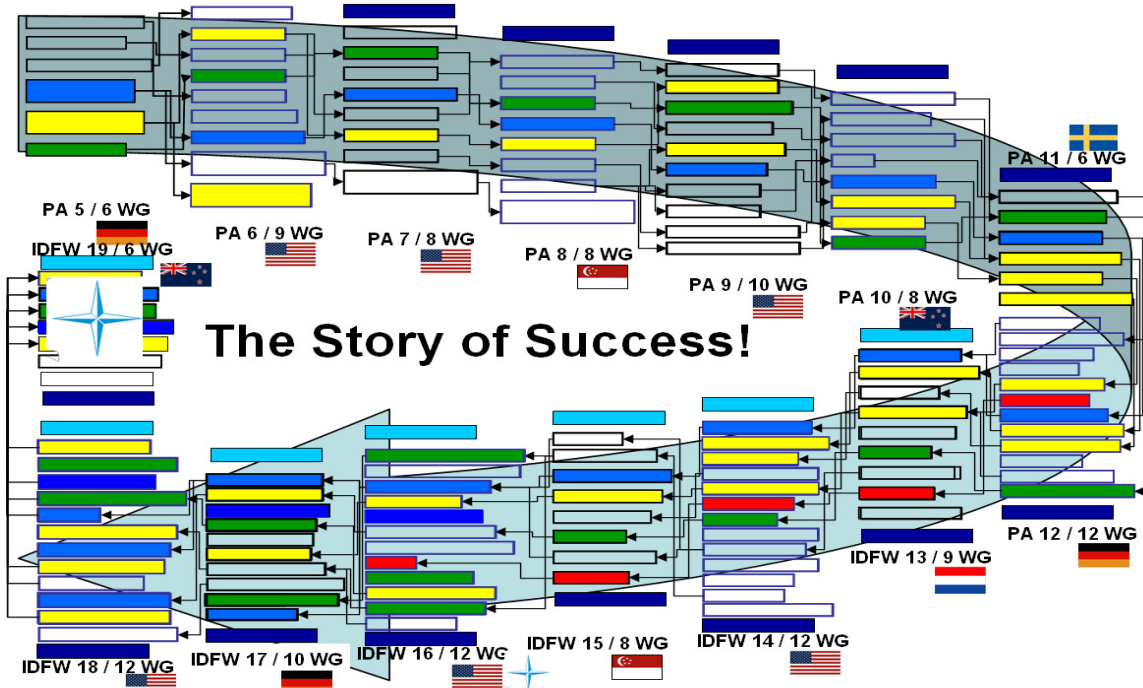 PA 5 / 6 WG
PA 6 / 9 WG
PA 7 / 8 WG
PA 8 / 8 WG
PA 9 / 10 WG
PA 10 / 8 WG
PA 11 / 6 WG
PA 12 / 12 WG
IDFW 13 / 9 WG
IDFW 14 / 12 WG
IDFW 15 / 8 WG
IDFW 16 / 12 WG
IDFW 17 / 10 WG
IDFW 18 / 12 WG
IDFW 19 / 6 WG
The Story of Success!